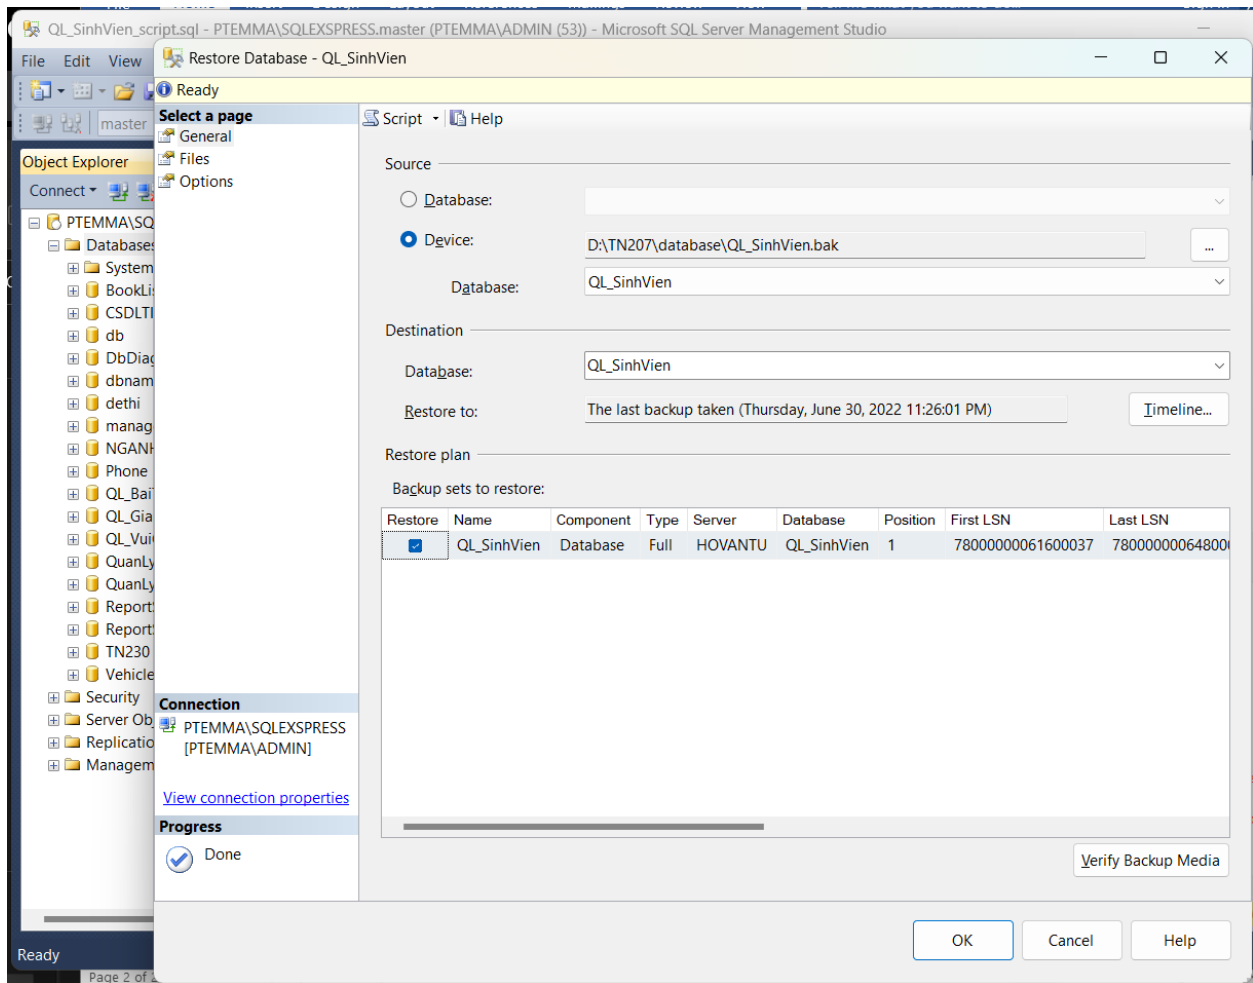 QL_SinhVien_script.sql - PTEMMA\SQLEXSPRESS.master (PTEMMA\ADMIN (53)) - Microsoft SQL Server Management Studio
File Edit View
Restore Database - QL_SinhVien
Ready
master
Select a page
General
Files
Options
Script
Help
Object Explorer
Connect
PTEMMA\SQ
Databases
System
BookLi
CSDLTI
db
DbDiag
dbnam
dethi
manag
NGANH
Phone
QL_Bai
QL_Gia
QL_Vui
QuanLy
QuanLy
Report
Report
TN230
Vehicle
Security
Server Ob
Replicatio
Managem
Source
Database:
Device:
D:\TN207\database\QL_SinhVien.bak
...
Database:
QL_SinhVien
Destination
Database:
QL_SinhVien
Restore to:
The last backup taken (Thursday, June 30, 2022 11:26:01 PM)
Timeline...
Restore plan
Backup sets to restore:
Restore Name Component Type Server Database Position First LSN Last LSN
QL_SinhVien Database Full HOVANTU QL_SinhVien 1 78000000061600037 78000000064800
Connection
PTEMMA\SQLEXSPRESS
[PTEMMA\ADMIN]
View connection properties
Progress
Done
Verify Backup Media
OK Cancel Help
Ready
Page 2 of